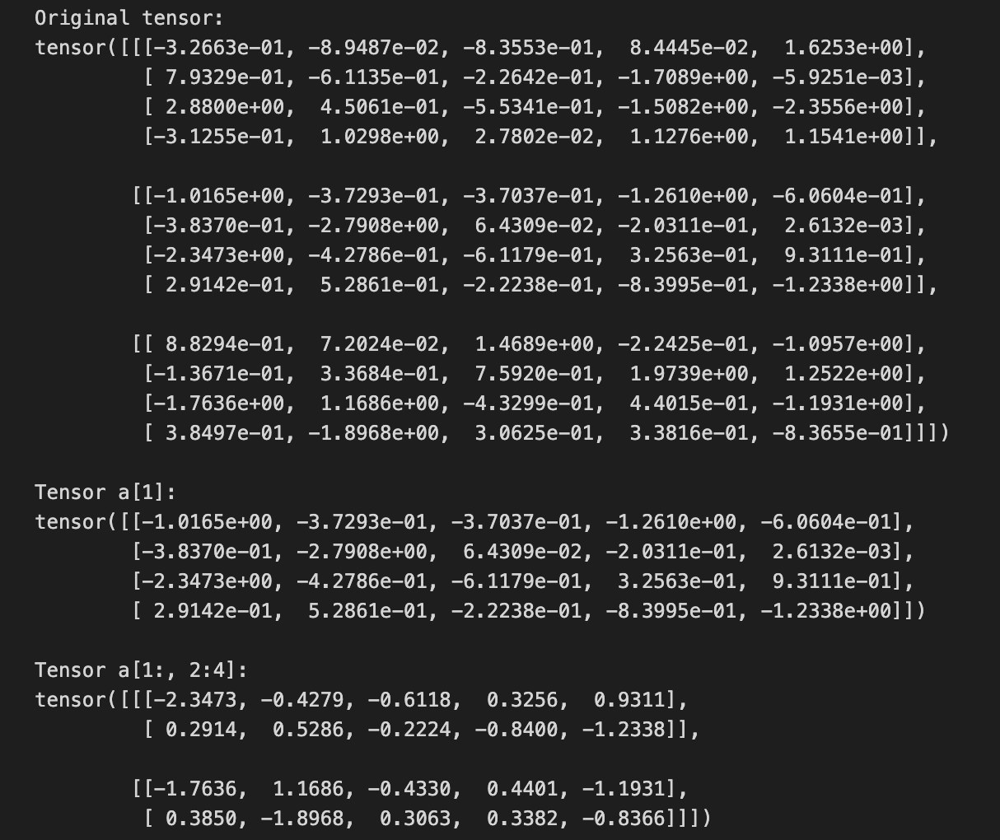 Original tensor:
tensor([[[-3.2663e-01, -8.9487e-02, -8.3553e-01,  8.4445e-02,  1.6253e+00],
         [ 7.9329e-01, -6.1135e-01, -2.2642e-01, -1.7089e+00, -5.9251e-03],
         [ 2.8800e+00,  4.5061e-01, -5.5341e-01, -1.5082e+00, -2.3556e+00],
         [-3.1255e-01,  1.0298e+00,  2.7802e-02,  1.1276e+00,  1.1541e+00]],

        [[-1.0165e+00, -3.7293e-01, -3.7037e-01, -1.2610e+00, -6.0604e-01],
         [-3.8370e-01, -2.7908e+00,  6.4309e-02, -2.0311e-01,  2.6132e-03],
         [-2.3473e+00, -4.2786e-01, -6.1179e-01,  3.2563e-01,  9.3111e-01],
         [ 2.9142e-01,  5.2861e-01, -2.2238e-01, -8.3995e-01, -1.2338e+00]],

        [[ 8.8294e-01,  7.2024e-02,  1.4689e+00, -2.2425e-01, -1.0957e+00],
         [-1.3671e-01,  3.3684e-01,  7.5920e-01,  1.9739e+00,  1.2522e+00],
         [-1.7636e+00,  1.1686e+00, -4.3299e-01,  4.4015e-01, -1.1931e+00],
         [ 3.8497e-01, -1.8968e+00,  3.0625e-01,  3.3816e-01, -8.3655e-01]]])

Tensor a[1]:
tensor([[-1.0165e+00, -3.7293e-01, -3.7037e-01, -1.2610e+00, -6.0604e-01],
        [-3.8370e-01, -2.7908e+00,  6.4309e-02, -2.0311e-01,  2.6132e-03],
        [-2.3473e+00, -4.2786e-01, -6.1179e-01,  3.2563e-01,  9.3111e-01],
        [ 2.9142e-01,  5.2861e-01, -2.2238e-01, -8.3995e-01, -1.2338e+00]])

Tensor a[1:, 2:4]:
tensor([[[-2.3473, -0.4279, -0.6118,  0.3256,  0.9311],
         [ 0.2914,  0.5286, -0.2224, -0.8400, -1.2338]],

        [[-1.7636,  1.1686, -0.4330,  0.4401, -1.1931],
         [ 0.3850, -1.8968,  0.3063,  0.3382, -0.8366]]])